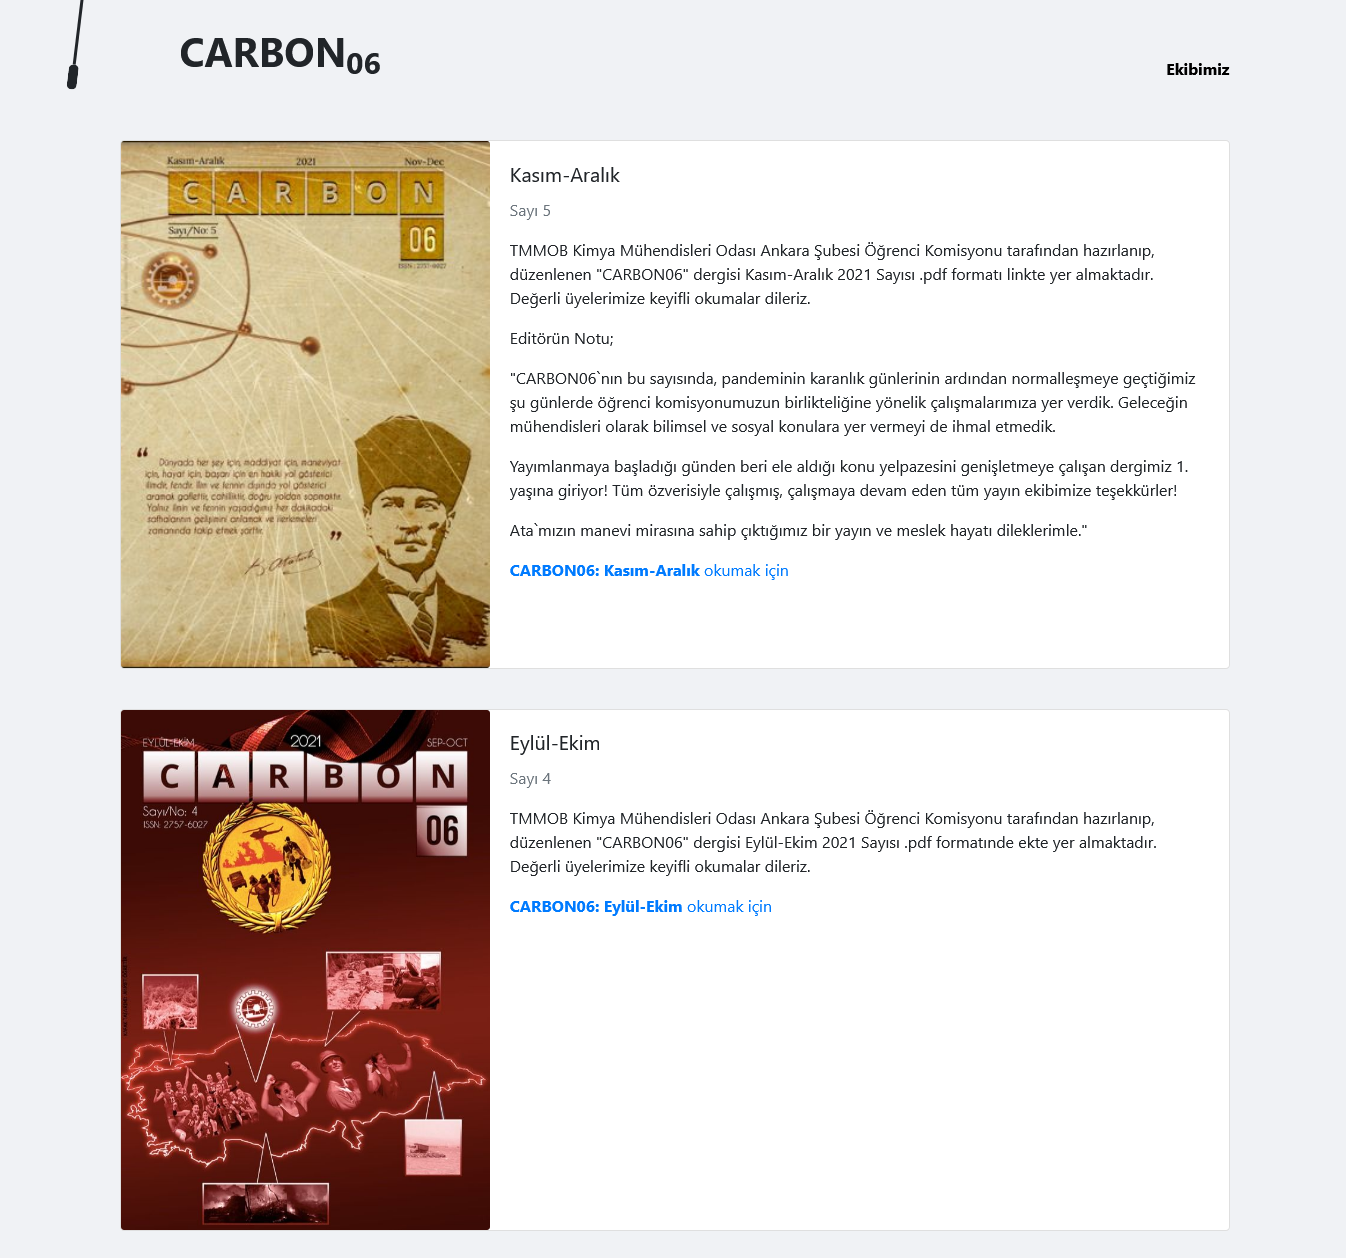 CARBON06
Ekibimiz
Kasım-Aralık 2021 Nov-Dec
CARBON
06
Sayı/No: 5
ISSN: 2757-6027
“ Dünyada her şey için, maddiyat için, maneviyat
için, hayat için, başarı için en hakiki yol gösterici
ilimdir, fendir. İlim ve fennin dışında yol gösterici
aramak gaflettir, cahilliktir, doğru yoldan sapmaktır.
Yalnız ilmin ve fennin yaşadığımız her dakikadaki
safhalarının gelişimini anlamak ve ilerlemeleri
zamanında takip etmek şarttır. ”
Kasım-Aralık
Sayı 5
TMMOB Kimya Mühendisleri Odası Ankara Şubesi Öğrenci Komisyonu tarafından hazırlanıp,
düzenlenen "CARBON06" dergisi Kasım-Aralık 2021 Sayısı .pdf formatı linkte yer almaktadır.
Değerli üyelerimize keyifli okumalar dileriz.
Editörün Notu;
"CARBON06`nın bu sayısında, pandeminin karanlık günlerinin ardından normalleşmeye geçtiğimiz
şu günlerde öğrenci komisyonumuzun birlikteliğine yönelik çalışmalarımıza yer verdik. Geleceğin
mühendisleri olarak bilimsel ve sosyal konulara yer vermeyi de ihmal etmedik.
Yayımlanmaya başladığı günden beri ele aldığı konu yelpazesini genişletmeye çalışan dergimiz 1.
yaşına giriyor! Tüm özverisiyle çalışmış, çalışmaya devam eden tüm yayın ekibimize teşekkürler!
Ata`mızın manevi mirasına sahip çıktığımız bir yayın ve meslek hayatı dileklerimle."
CARBON06: Kasım-Aralık okumak için
EYLÜL-EKİM 2021 SEP-OCT
CARBON
06
Sayı/No: 4
ISSN: 2757-6027
Eylül-Ekim
Sayı 4
TMMOB Kimya Mühendisleri Odası Ankara Şubesi Öğrenci Komisyonu tarafından hazırlanıp,
düzenlenen "CARBON06" dergisi Eylül-Ekim 2021 Sayısı .pdf formatınde ekte yer almaktadır.
Değerli üyelerimize keyifli okumalar dileriz.
CARBON06: Eylül-Ekim okumak için